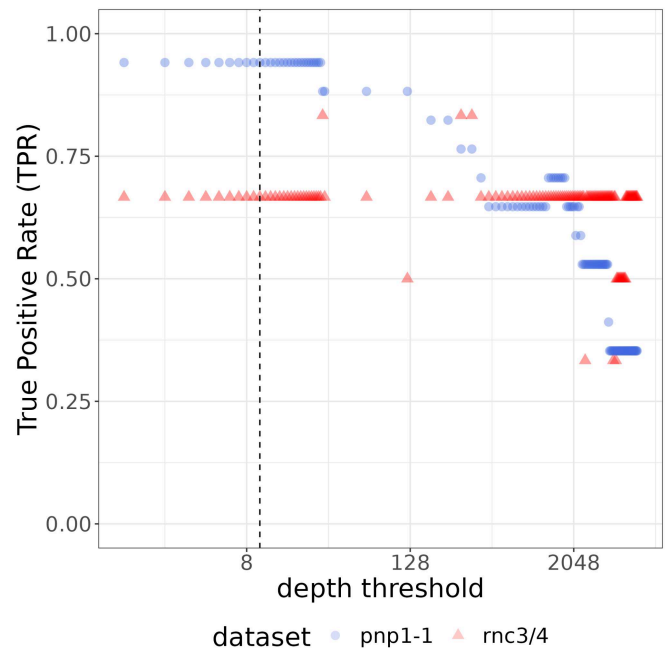 True Positive Rate (TPR)
1.00
0.75
0.50
0.25
0.00
8 128 2048
depth threshold
dataset pnp1-1 rnc3/4